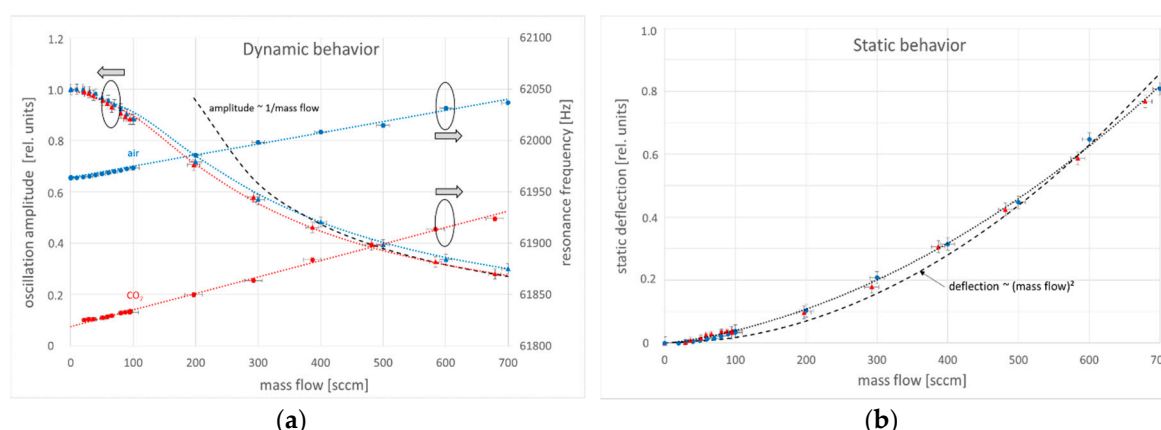 Dynamic behavior
1.2
1.0
0.8
0.6
0.4
0.2
0
oscillation amplitude [rel. units]
62100
62050
62000
61950
61900
61850
61800
resonance frequency [Hz]
amplitude ~ 1/mass flow
air
CO₂
0 100 200 300 400 500 600 700
mass flow [sccm]
(a)
Static behavior
1.0
0.8
0.6
0.4
0.2
0
static deflection [rel. units]
deflection ~ (mass flow)²
0 100 200 300 400 500 600 700
mass flow [sccm]
(b)